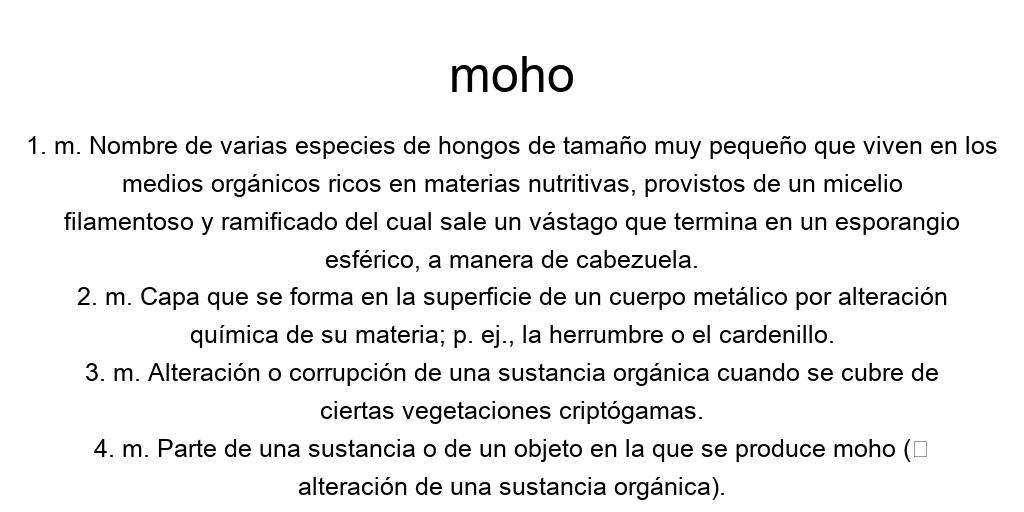 moho
1. m. Nombre de varias especies de hongos de tamaño muy pequeño que viven en los
medios orgánicos ricos en materias nutritivas, provistos de un micelio
filamentoso y ramificado del cual sale un vástago que termina en un esporangio
esférico, a manera de cabezuela.
2. m. Capa que se forma en la superficie de un cuerpo metálico por alteración
química de su materia; p. ej., la herrumbre o el cardenillo.
3. m. Alteración o corrupción de una sustancia orgánica cuando se cubre de
ciertas vegetaciones criptógamas.
4. m. Parte de una sustancia o de un objeto en la que se produce moho (□
alteración de una sustancia orgánica).